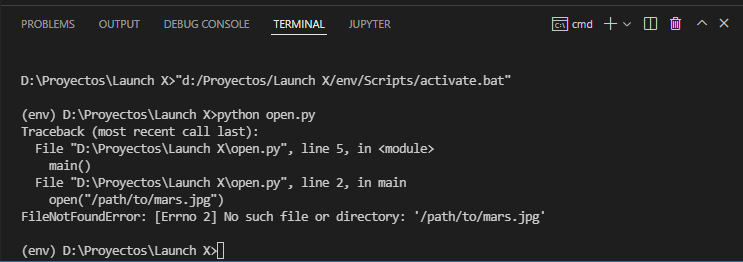 PROBLEMS OUTPUT DEBUG CONSOLE TERMINAL JUPYTER cmd
D:\Proyectos\Launch X>"d:/Proyectos/Launch X/env/Scripts/activate.bat"
(env) D:\Proyectos\Launch X>python open.py
Traceback (most recent call last):
  File "D:\Proyectos\Launch X\open.py", line 5, in <module>
    main()
  File "D:\Proyectos\Launch X\open.py", line 2, in main
    open("/path/to/mars.jpg")
FileNotFoundError: [Errno 2] No such file or directory: '/path/to/mars.jpg'
(env) D:\Proyectos\Launch X>